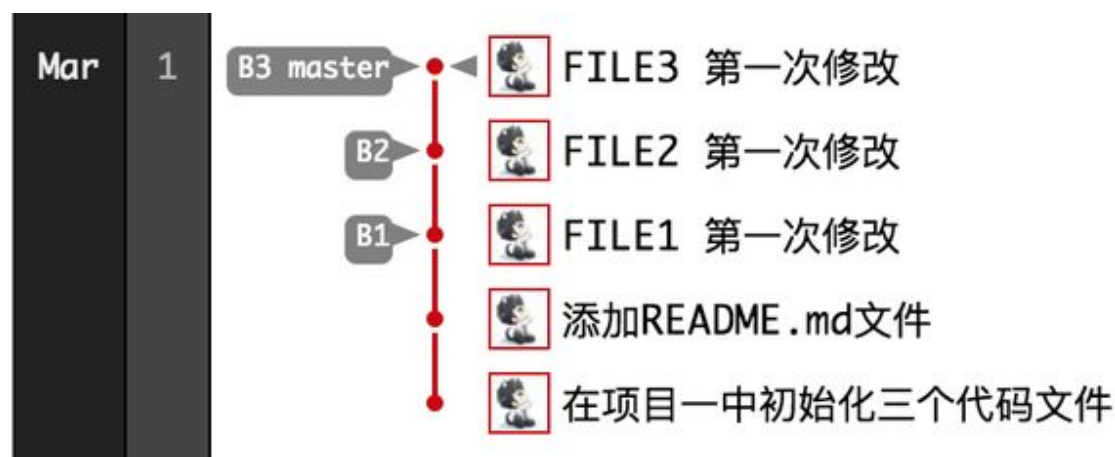 Mar 1 B3 master FILE3 第一次修改
B2 FILE2 第一次修改
B1 FILE1 第一次修改
添加README.md文件
在项目一中初始化三个代码文件